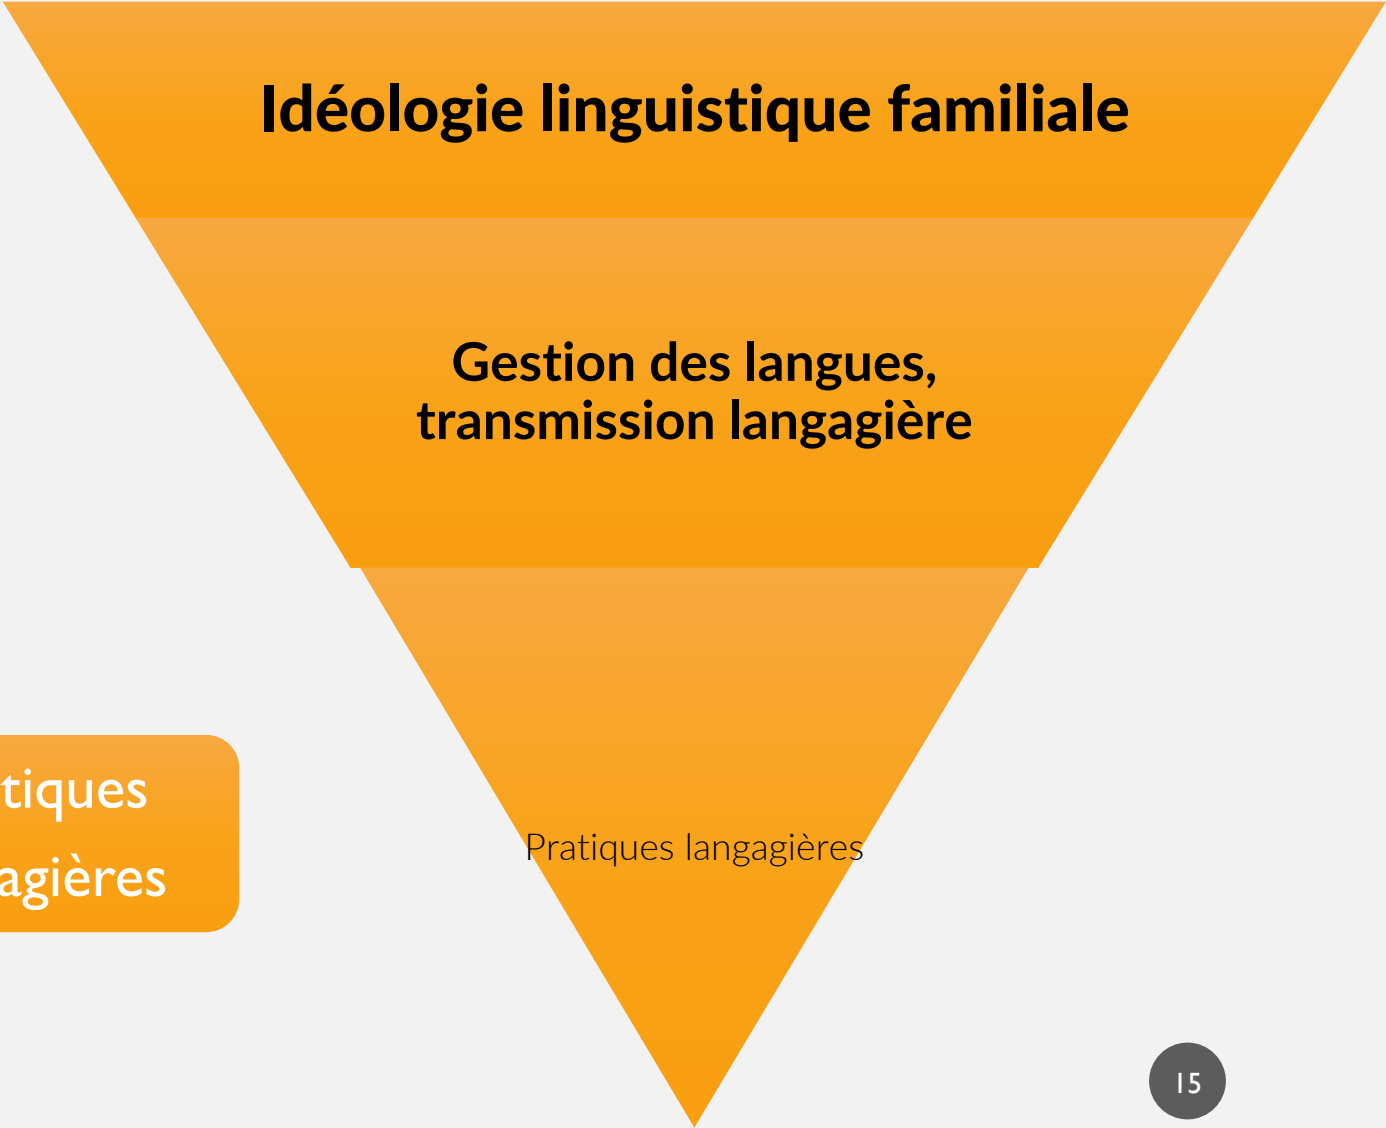 Idéologie linguistique familiale
Gestion des langues,
transmission langagière
tiques
agières
Pratiques langagières
15